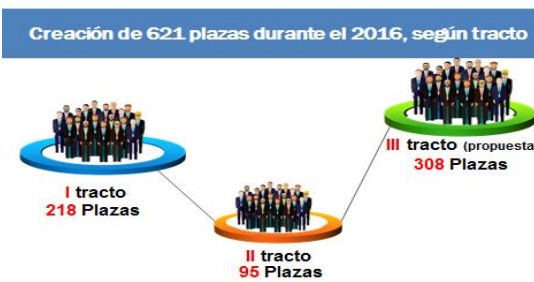 Creación de 621 plazas durante el 2016, según tracto
I tracto
218 Plazas
II tracto
95 Plazas
III tracto (propuesta
308 Plazas